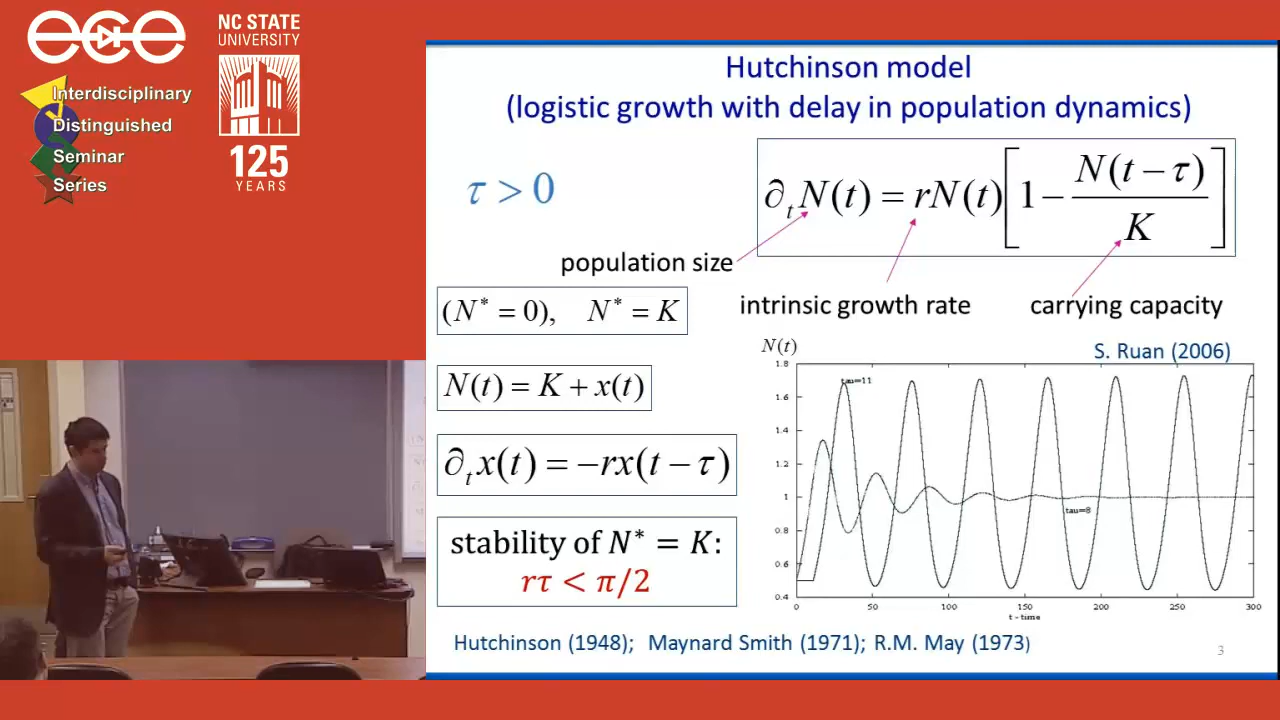 ece
Interdisciplinary
Distinguished
Seminar
Series
NC STATE
UNIVERSITY
125
YEARS
Hutchinson model
(logistic growth with delay in population dynamics)
τ > 0
∂ₜN(t) = rN(t)[1 − N(t − τ)/K]
population size
intrinsic growth rate
carrying capacity
(N* = 0), N* = K
N(t) = K + x(t)
∂ₜx(t) = −rx(t − τ)
stability of N* = K:
rτ < π/2
N(t)
S. Ruan (2006)
1.8
1.6
1.4
1.2
1
0.8
0.6
0.4
tau=11
tau=8
0 50 100 150 200 250 300
t - time
Hutchinson (1948); Maynard Smith (1971); R.M. May (1973)
3